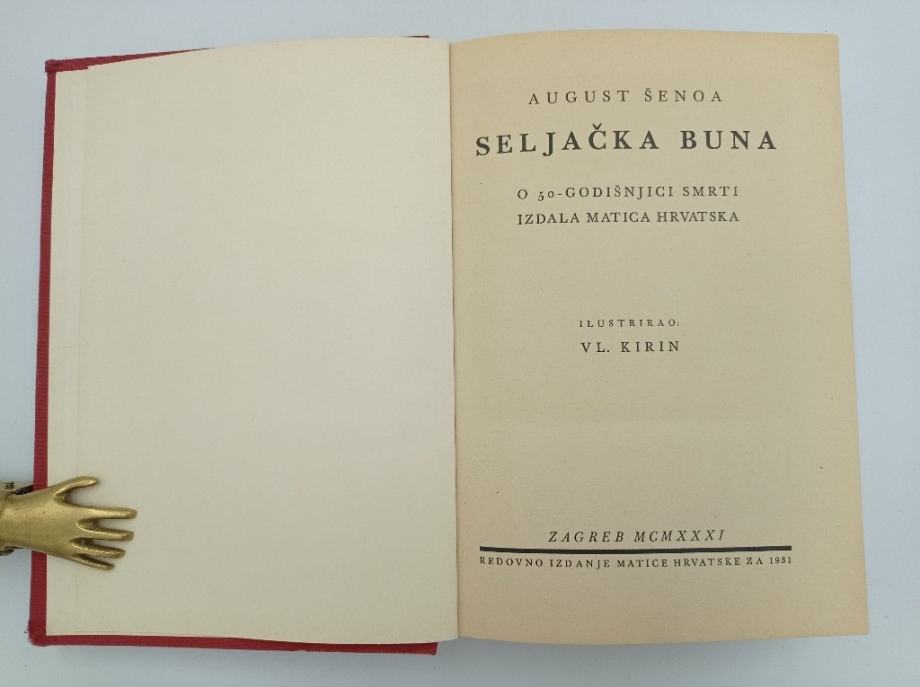 AUGUST ŠENOA
SELJAČKA BUNA
O 50-GODIŠNJICI SMRTI
IZDALA MATICA HRVATSKA
ILUSTRIRAO:
VL. KIRIN
ZAGREB MCMXXXI
REDOVNO IZDANJE MATICE HRVATSKE ZA 1931